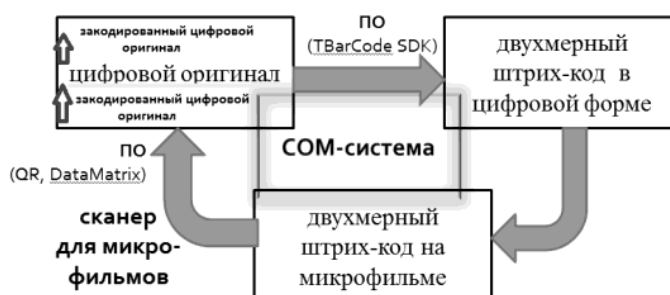 закодированный цифровой
оригинал
цифровой оригинал
закодированный цифровой
оригинал
ПО
(TBarCode SDK)
двухмерный
штрих-код в
цифровой форме
COM-система
ПО
(QR, DataMatrix)
сканер
для микро-
фильмов
двухмерный
штрих-код на
микрофильме